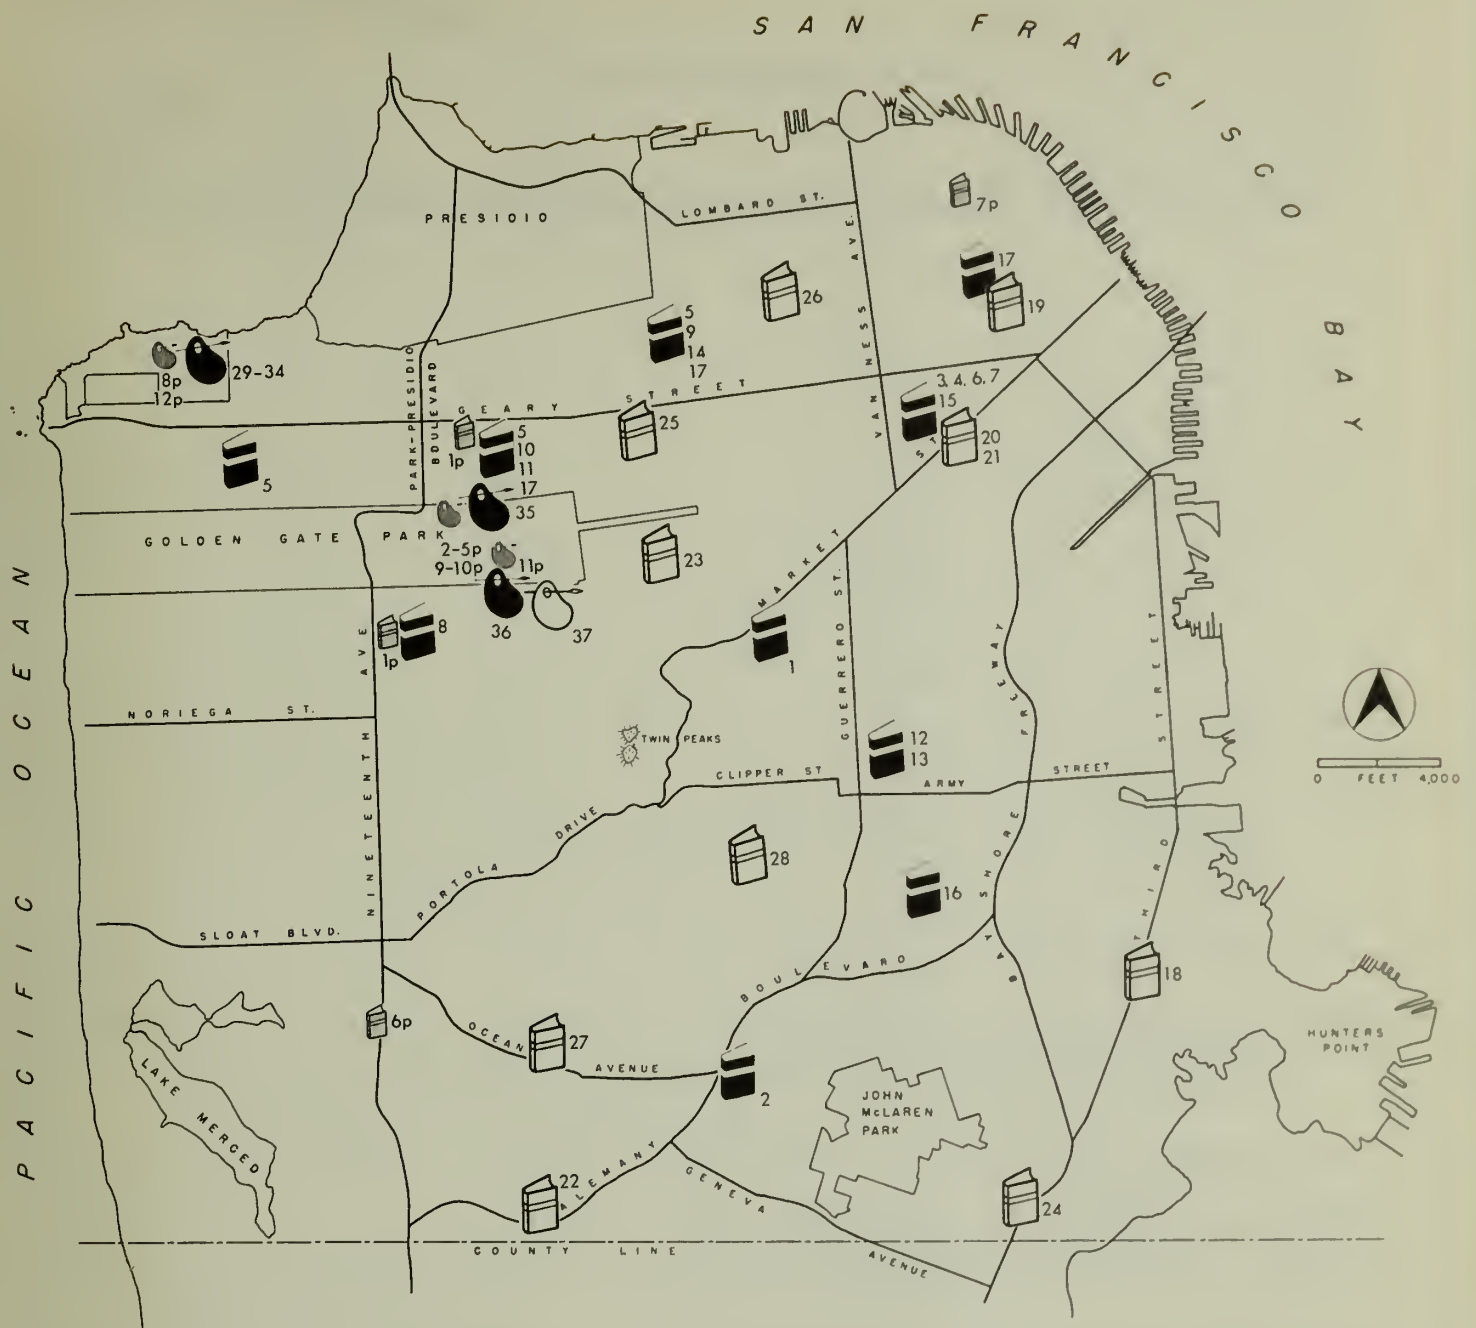 SAN FRANCISCO
BAY
PACIFIC OCEAN
PRESIDIO
LOMBARD ST.
7p
VAN NESS AVE.
17
19
26
5
9
14
17
29-34
8p
12p
PARK-PRESIDIO
BOULEVARD
GEARY STREET
3, 4, 6, 7
15
20
21
25
1p
5
10
11
17
35
5
GOLDEN GATE PARK
2-5p
9-10p
11p
23
36
37
MARKET ST
8
1p
1
GUERRERO ST.
NORIEGA ST.
NINETEENTH AVE
TWIN PEAKS
12
13
BAY SHORE FREEWAY
THIRD STREET
0 FEET 4,000
CLIPPER ST
ARMY STREET
PORTOLA DRIVE
28
16
SLOAT BLVD.
18
ALEMANY BOULEVARD
6p
OCEAN AVENUE
27
HUNTERS
POINT
LAKE MERCED
2
JOHN
McLAREN
PARK
22
GENEVA AVENUE
24
COUNTY LINE